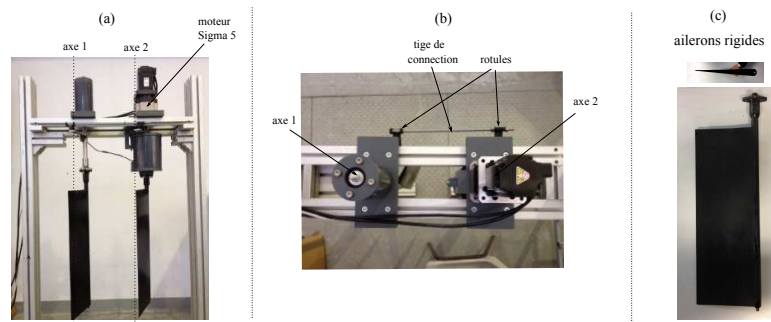 (a)
moteur
Sigma 5
axe 1
axe 2
(b)
tige de
connection
rotules
axe 1
axe 2
(c)
ailerons rigides